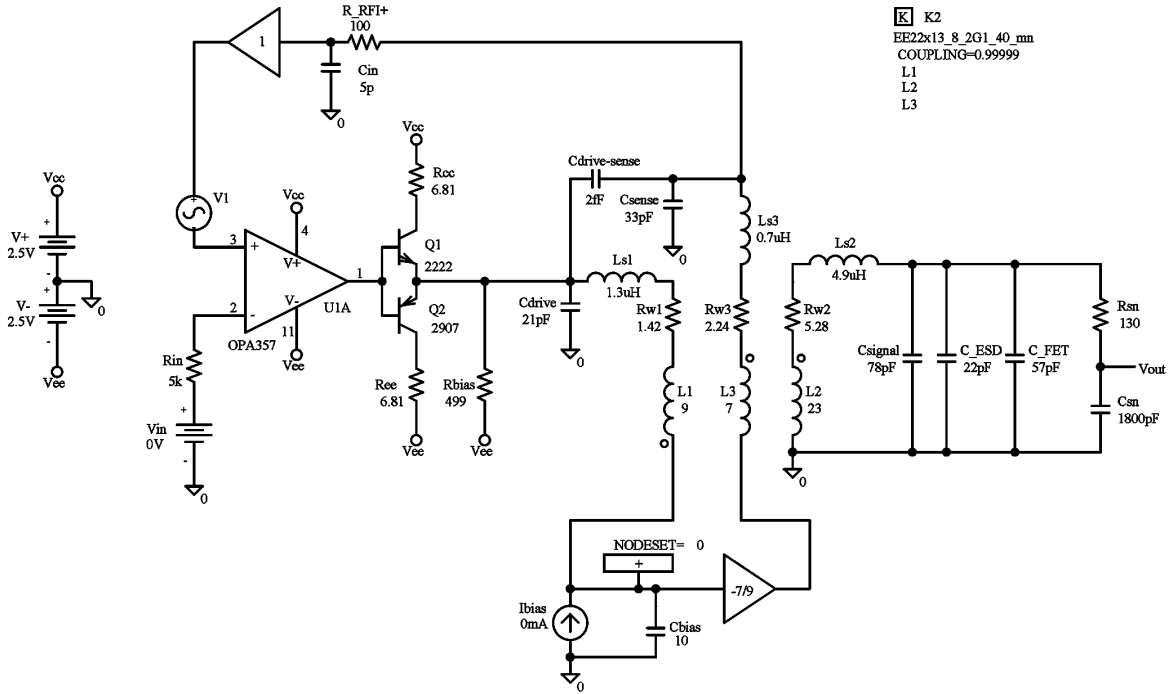 R_RFI+
100
1
Cin
5p
0
K K2
EE22x13_8_2G1_40_mn
COUPLING=0.99999
L1
L2
L3
Vcc
V+
2.5V
+
-
V-
2.5V
+
-
0
Vee
V1
+
Vcc
4
3
+
V+
1
2
-
V-
U1A
11
OPA357
Vee
Rin
5k
+
Vin
0V
-
0
Vcc
Rcc
6.81
Q1
2222
Q2
2907
Ree
6.81
Vee
Rbias
499
Vee
Cdrive-sense
2fF
Csense
33pF
0
Ls3
0.7uH
Ls1
1.3uH
Cdrive
21pF
0
Rw1
1.42
Rw3
2.24
L1
9
L3
7
Ls2
4.9uH
Rw2
5.28
L2
23
0
Csignal
78pF
C_ESD
22pF
C_FET
57pF
Rsn
130
Vout
Csn
1800pF
NODESET= 0
+
-7/9
Ibias
0mA
Cbias
10
0